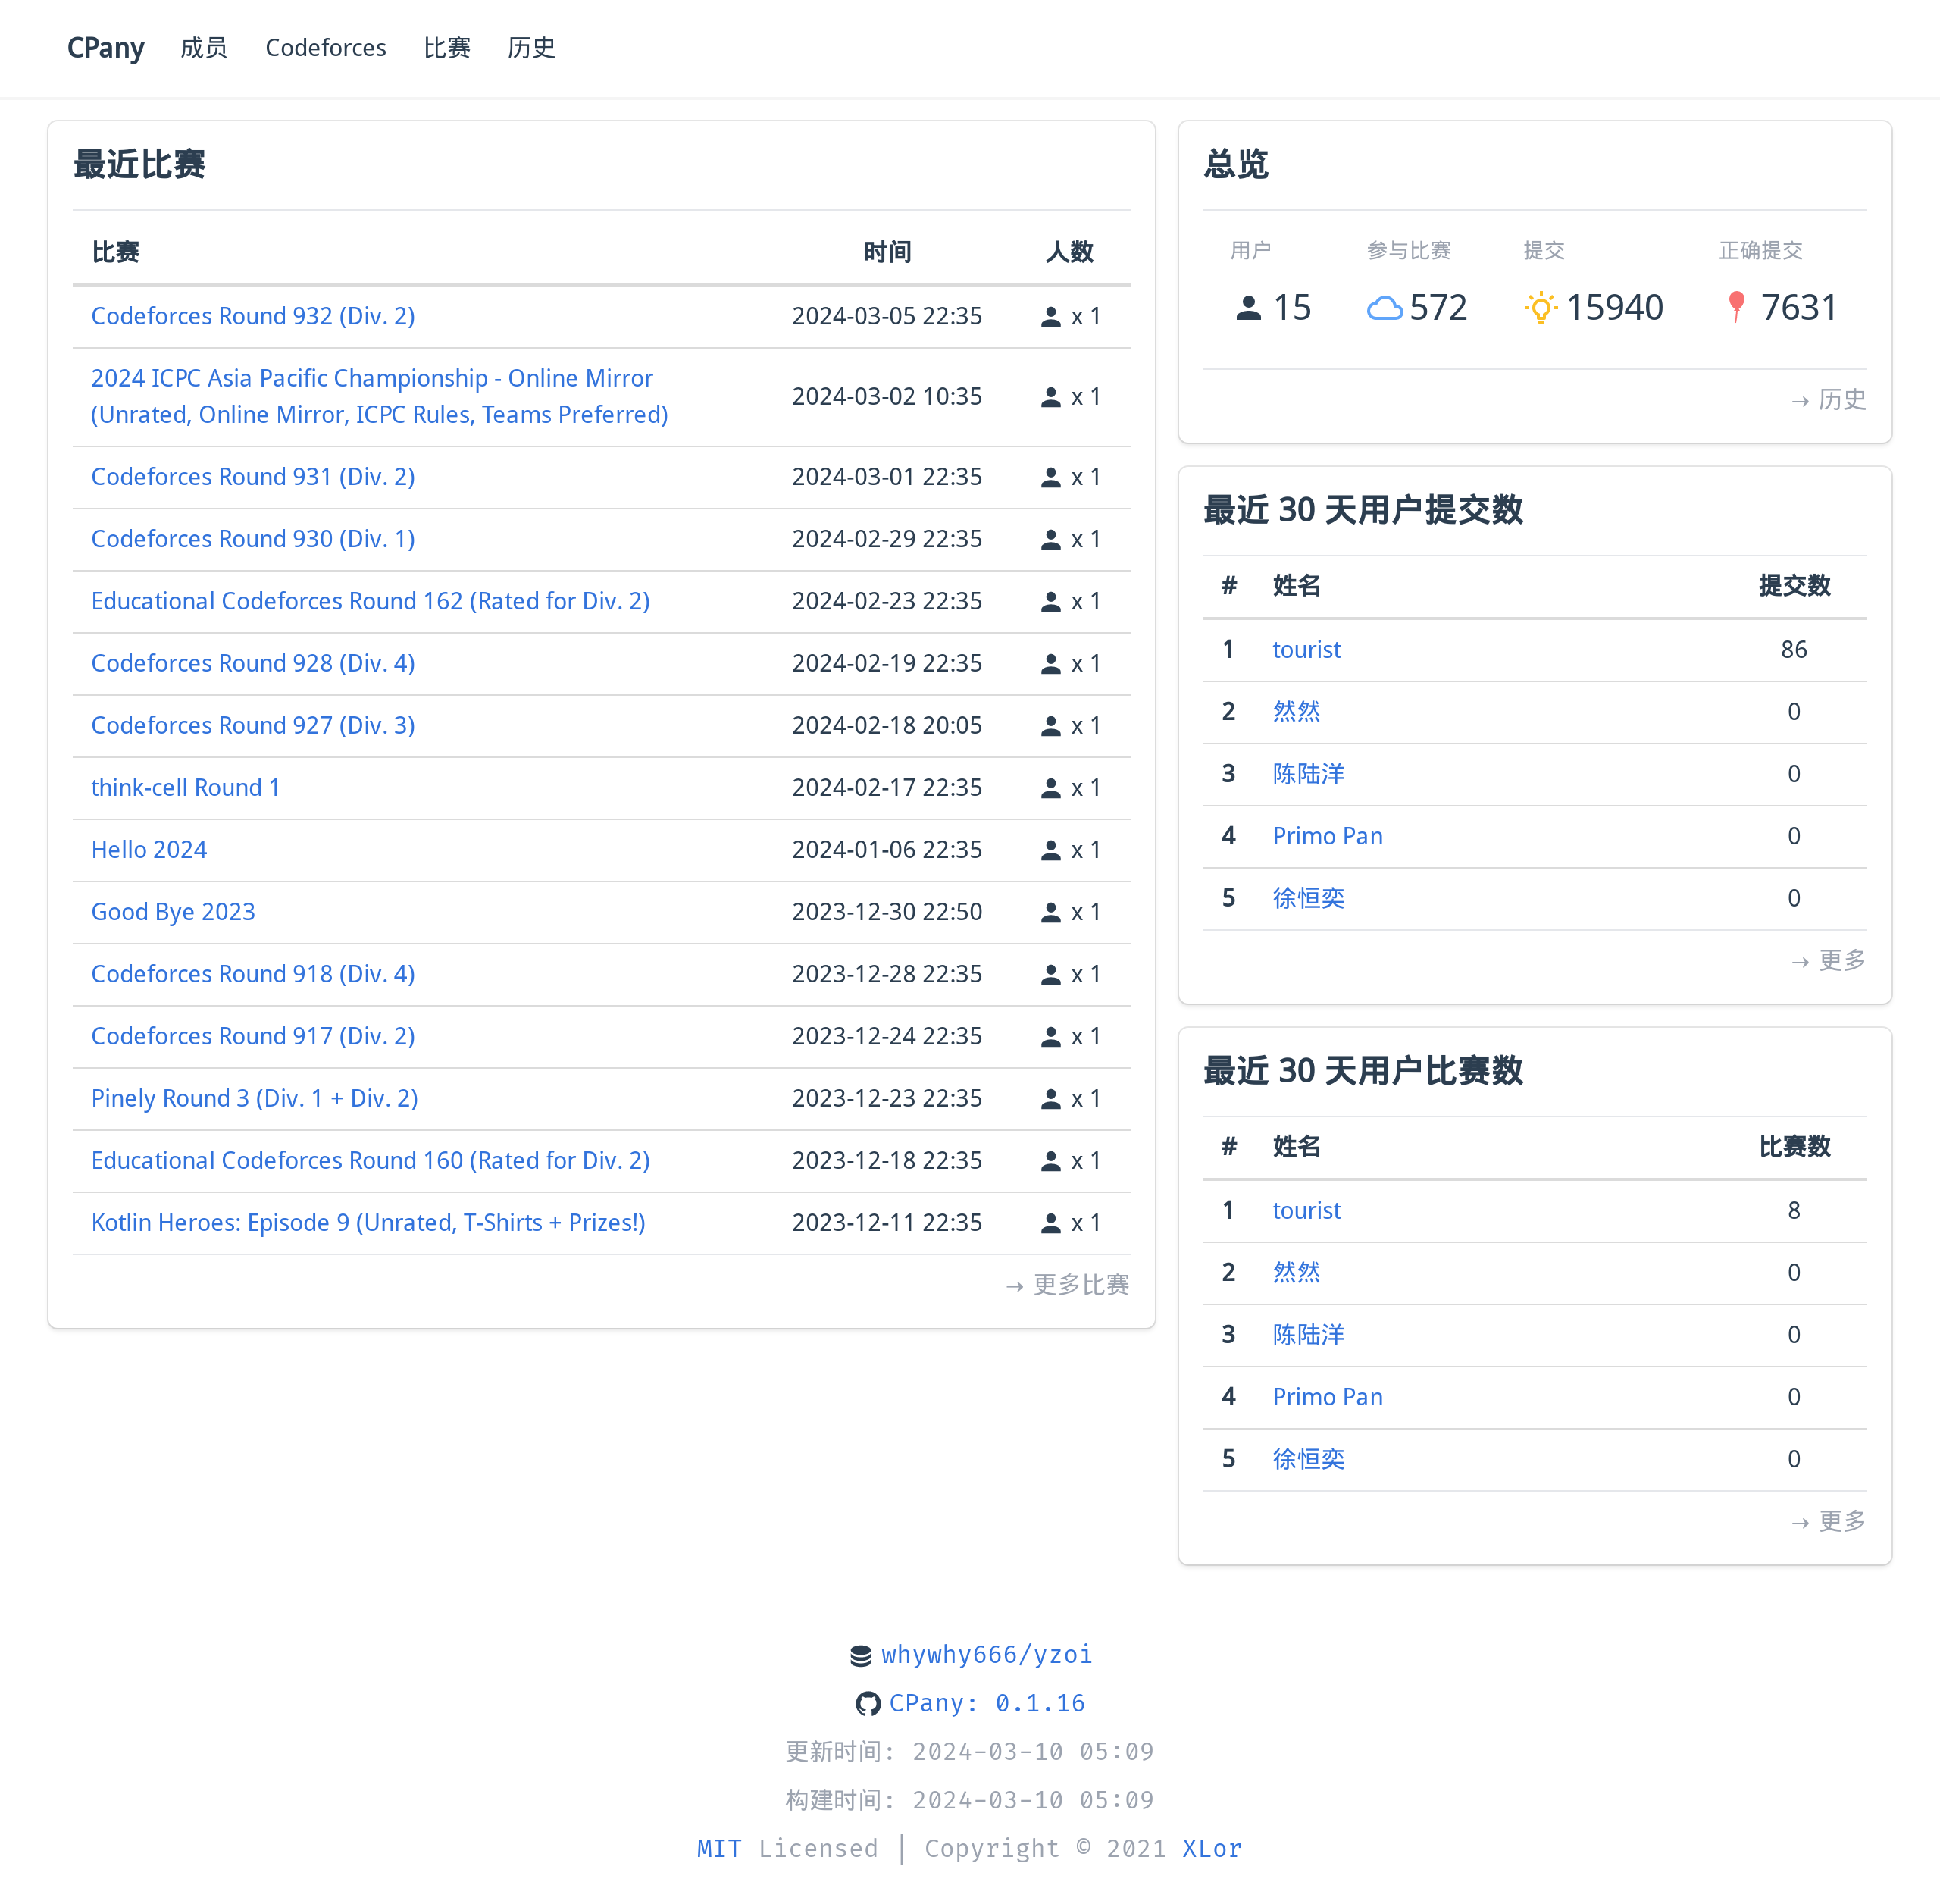 CPany 成员 Codeforces 比赛 历史
最近比赛
比赛 时间 人数
Codeforces Round 932 (Div. 2) 2024-03-05 22:35 x 1
2024 ICPC Asia Pacific Championship - Online Mirror
(Unrated, Online Mirror, ICPC Rules, Teams Preferred) 2024-03-02 10:35 x 1
Codeforces Round 931 (Div. 2) 2024-03-01 22:35 x 1
Codeforces Round 930 (Div. 1) 2024-02-29 22:35 x 1
Educational Codeforces Round 162 (Rated for Div. 2) 2024-02-23 22:35 x 1
Codeforces Round 928 (Div. 4) 2024-02-19 22:35 x 1
Codeforces Round 927 (Div. 3) 2024-02-18 20:05 x 1
think-cell Round 1 2024-02-17 22:35 x 1
Hello 2024 2024-01-06 22:35 x 1
Good Bye 2023 2023-12-30 22:50 x 1
Codeforces Round 918 (Div. 4) 2023-12-28 22:35 x 1
Codeforces Round 917 (Div. 2) 2023-12-24 22:35 x 1
Pinely Round 3 (Div. 1 + Div. 2) 2023-12-23 22:35 x 1
Educational Codeforces Round 160 (Rated for Div. 2) 2023-12-18 22:35 x 1
Kotlin Heroes: Episode 9 (Unrated, T-Shirts + Prizes!) 2023-12-11 22:35 x 1
→ 更多比赛
总览
用户 参与比赛 提交 正确提交
15 572 15940 7631
→ 历史
最近 30 天用户提交数
# 姓名 提交数
1 tourist 86
2 然然 0
3 陈陆洋 0
4 Primo Pan 0
5 徐恒奕 0
→ 更多
最近 30 天用户比赛数
# 姓名 比赛数
1 tourist 8
2 然然 0
3 陈陆洋 0
4 Primo Pan 0
5 徐恒奕 0
→ 更多
whywhy666/yzoi
CPany: 0.1.16
更新时间: 2024-03-10 05:09
构建时间: 2024-03-10 05:09
MIT Licensed | Copyright © 2021 XLor